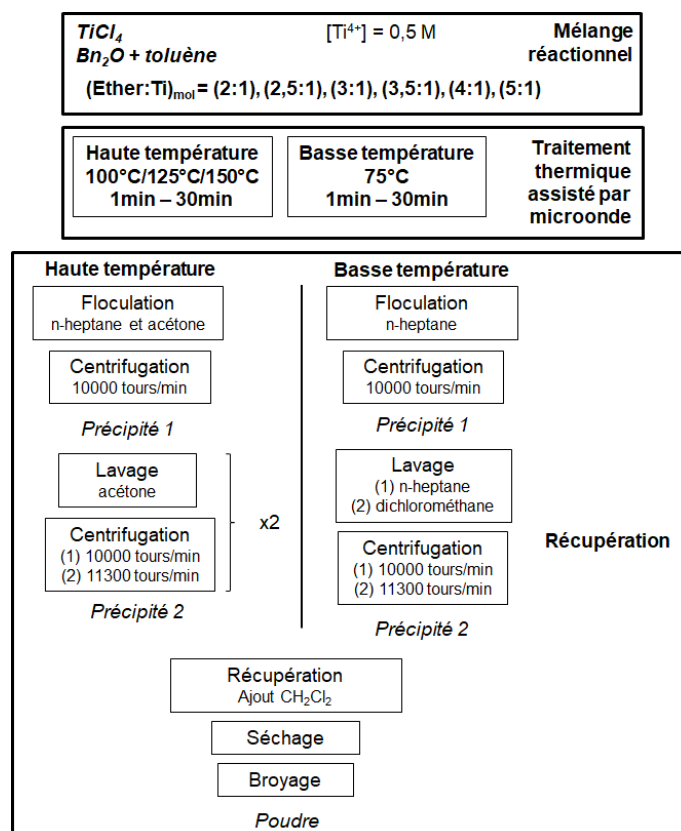 TiCl4
[Ti4+] = 0,5 M
Mélange
réactionnel
Bn2O + toluène
(Ether:Ti)mol = (2:1), (2,5:1), (3:1), (3,5:1), (4:1), (5:1)
Haute température
100°C/125°C/150°C
1min – 30min
Basse température
75°C
1min – 30min
Traitement
thermique
assisté par
microonde
Haute température
Floculation
n-heptane et acétone
Centrifugation
10000 tours/min
Précipité 1
Lavage
acétone
Centrifugation
(1) 10000 tours/min
(2) 11300 tours/min
x2
Précipité 2
Basse température
Floculation
n-heptane
Centrifugation
10000 tours/min
Précipité 1
Lavage
(1) n-heptane
(2) dichlorométhane
Centrifugation
(1) 10000 tours/min
(2) 11300 tours/min
Précipité 2
Récupération
Récupération
Ajout CH2Cl2
Séchage
Broyage
Poudre